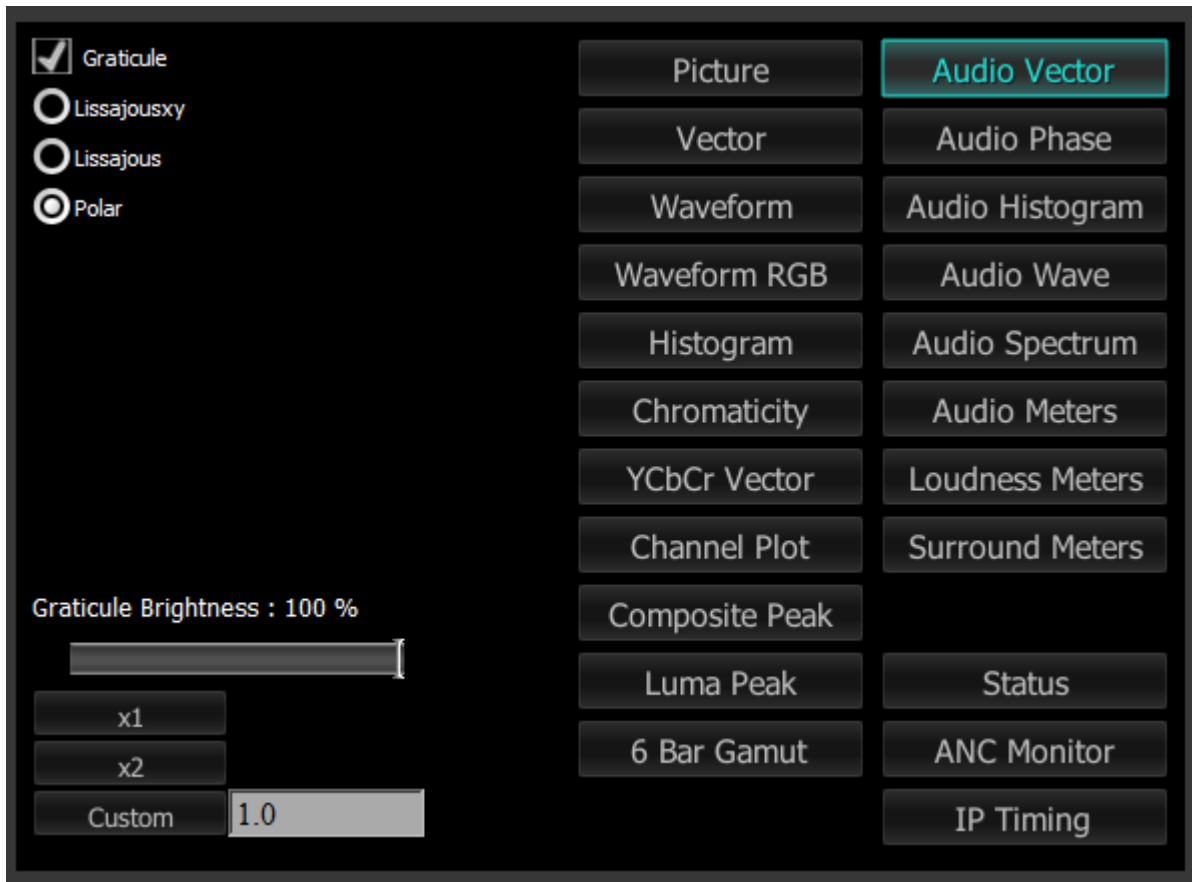 Graticule
Lissajousxy
Lissajous
Polar
Graticule Brightness : 100 %
x1
x2
Custom
1.0
Picture
Vector
Waveform
Waveform RGB
Histogram
Chromaticity
YCbCr Vector
Channel Plot
Composite Peak
Luma Peak
6 Bar Gamut
Audio Vector
Audio Phase
Audio Histogram
Audio Wave
Audio Spectrum
Audio Meters
Loudness Meters
Surround Meters
Status
ANC Monitor
IP Timing